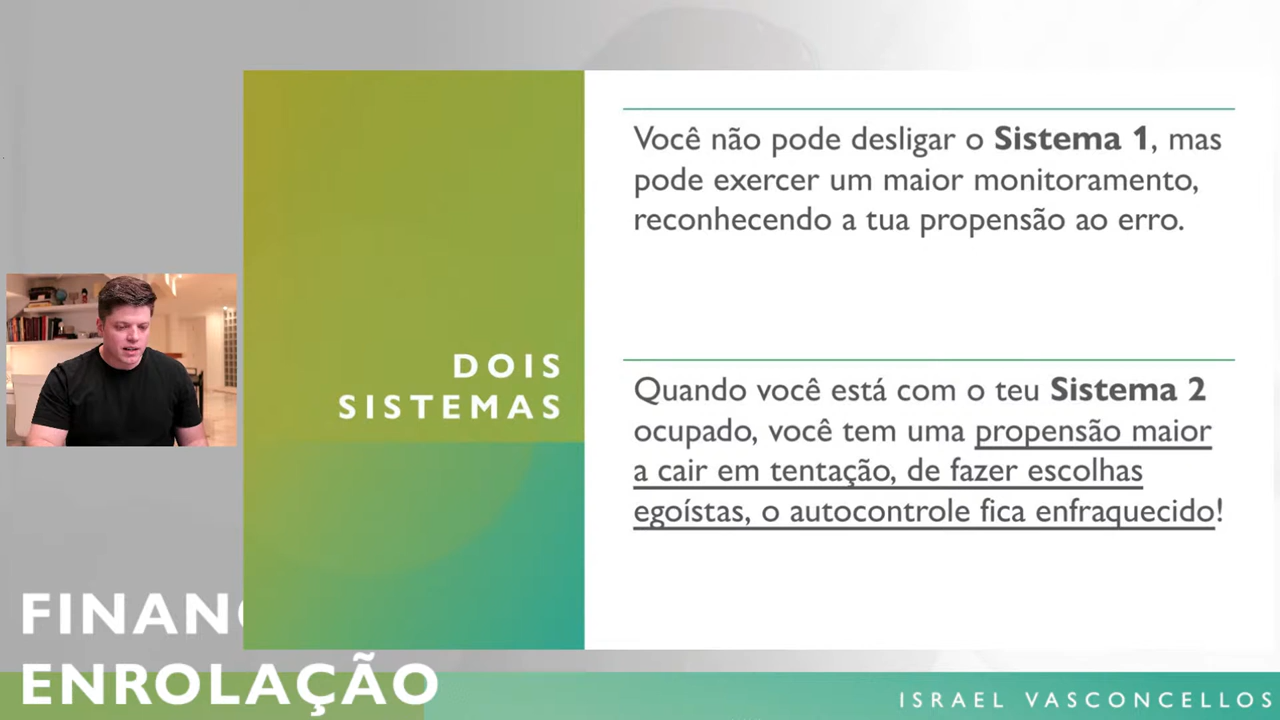 Você não pode desligar o Sistema 1, mas
pode exercer um maior monitoramento,
reconhecendo a tua propensão ao erro.
DOIS
SISTEMAS
Quando você está com o teu Sistema 2
ocupado, você tem uma propensão maior
a cair em tentação, de fazer escolhas
egoístas, o autocontrole fica enfraquecido!
FINANC
ENROLAÇÃO
ISRAEL VASCONCELLOS